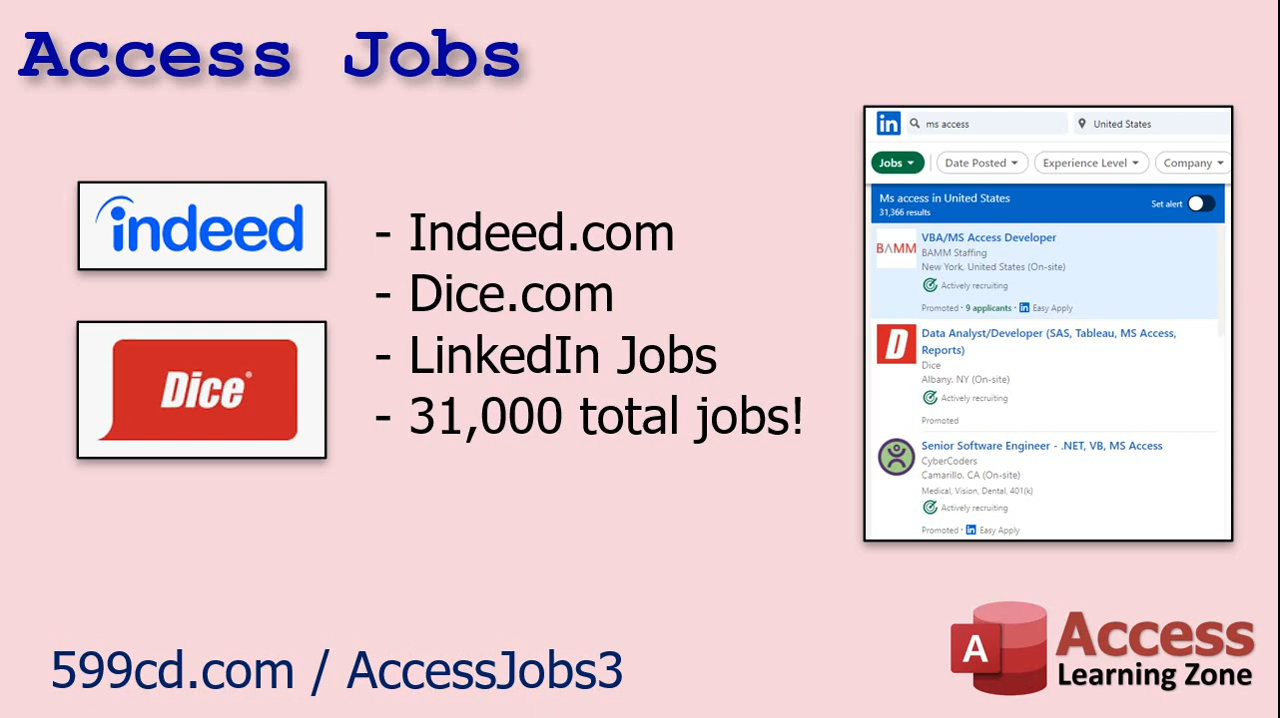 Access Jobs
indeed
Dice®
- Indeed.com
- Dice.com
- LinkedIn Jobs
- 31,000 total jobs!
in
ms access
United States
Jobs
Date Posted
Experience Level
Company
Ms access in United States
31,366 results
Set alert
BAMM
VBA/MS Access Developer
BAMM Staffing
New York, United States (On-site)
Actively recruiting
Promoted · 9 applicants · in Easy Apply
D
Data Analyst/Developer (SAS, Tableau, MS Access,
Reports)
Dice
Albany, NY (On-site)
Actively recruiting
Promoted
Senior Software Engineer - .NET, VB, MS Access
CyberCoders
Camarillo, CA (On-site)
Medical, Vision, Dental, 401(k)
Actively recruiting
Promoted · in Easy Apply
599cd.com / AccessJobs3
A
Access
Learning Zone